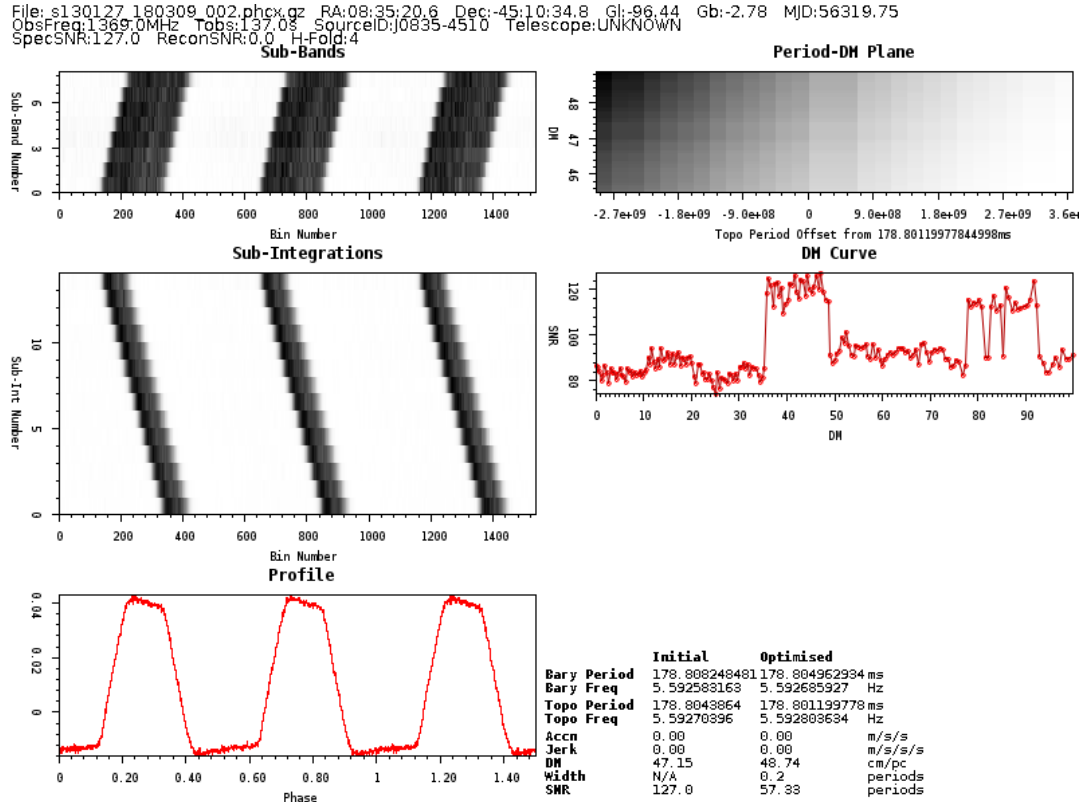 File: s130127_180309_002.phcx.gz RA:08:35:20.6 Dec:-45:10:34.8 Gl:-96.44 Gb:-2.78 MJD:56319.75
ObsFreq:1369.0MHz Tobs:137.0s SourceID:J0835-4510 Telescope:UNKNOWN
SpecSNR:127.0 ReconSNR:0.0 H-Fold:4
Sub-Bands
Sub-Band Number
0 3 6
0 200 400 600 800 1000 1200 1400
Bin Number
Period-DM Plane
DM
46 47 48
-2.7e+09 -1.8e+09 -9.0e+08 0 9.0e+08 1.8e+09 2.7e+09 3.6e+
Topo Period Offset from 178.80119977844998ms
Sub-Integrations
Sub-Int Number
0 5 10
0 200 400 600 800 1000 1200 1400
Bin Number
DM Curve
SNR
80 100 120
0 10 20 30 40 50 60 70 80 90
DM
Profile
0 0.02 0.04
0 0.20 0.40 0.60 0.80 1 1.20 1.40
Phase
Initial Optimised
Bary Period 178.808248481 178.804962934 ms
Bary Freq 5.592583163 5.592685927 Hz
Topo Period 178.8043864 178.801199778 ms
Topo Freq 5.59270396 5.592803634 Hz
Accn 0.00 0.00 m/s/s
Jerk 0.00 0.00 m/s/s/s
DM 47.15 48.74 cm/pc
Width N/A 0.2 periods
SNR 127.0 57.33 periods